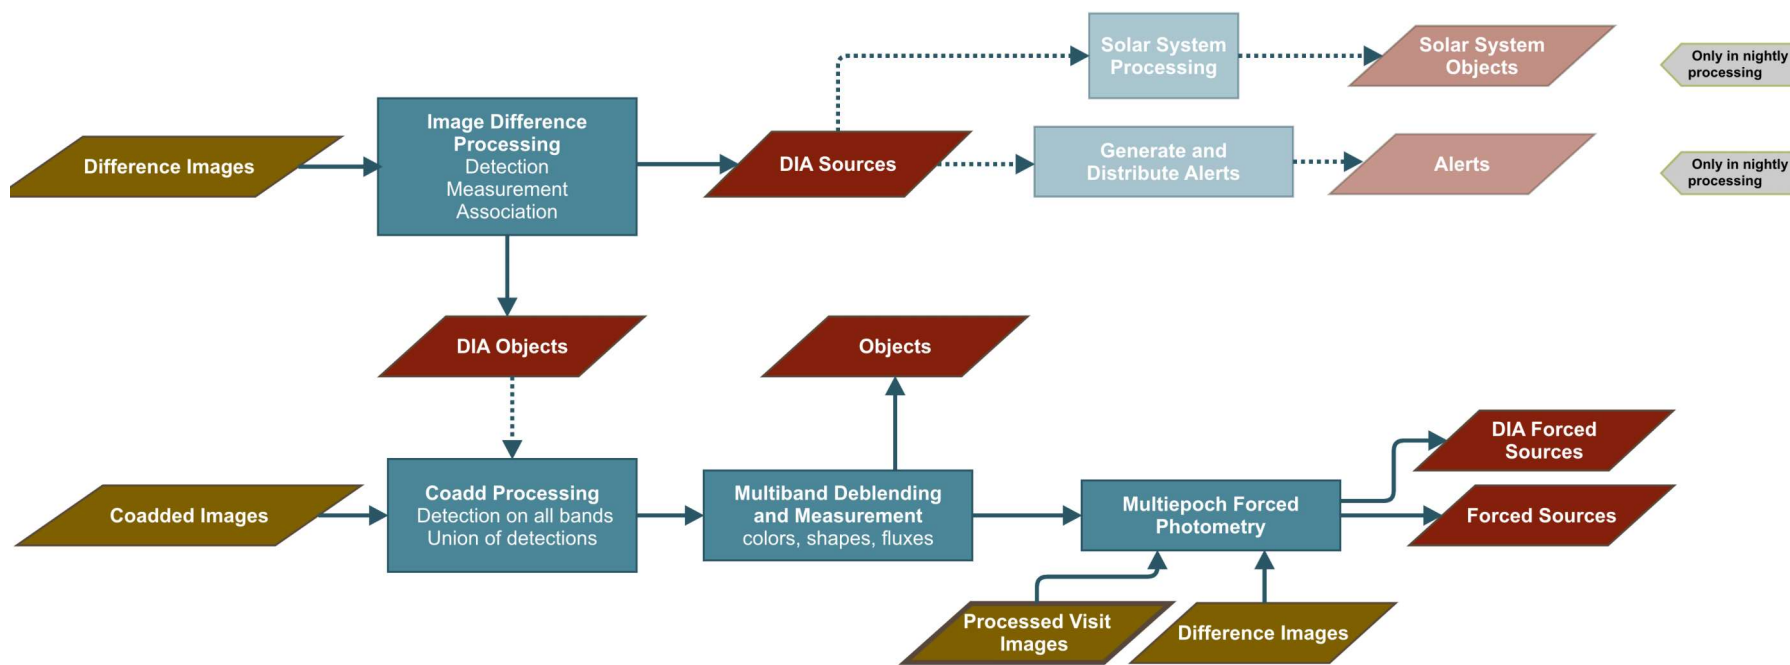 Solar System
Processing
Solar System
Objects
Only in nightly
processing
Difference Images
Image Difference
Processing
Detection
Measurement
Association
DIA Sources
Generate and
Distribute Alerts
Alerts
Only in nightly
processing
DIA Objects
Objects
Coadded Images
Coadd Processing
Detection on all bands
Union of detections
Multiband Deblending
and Measurement
colors, shapes, fluxes
Multiepoch Forced
Photometry
DIA Forced
Sources
Forced Sources
Processed Visit
Images
Difference Images